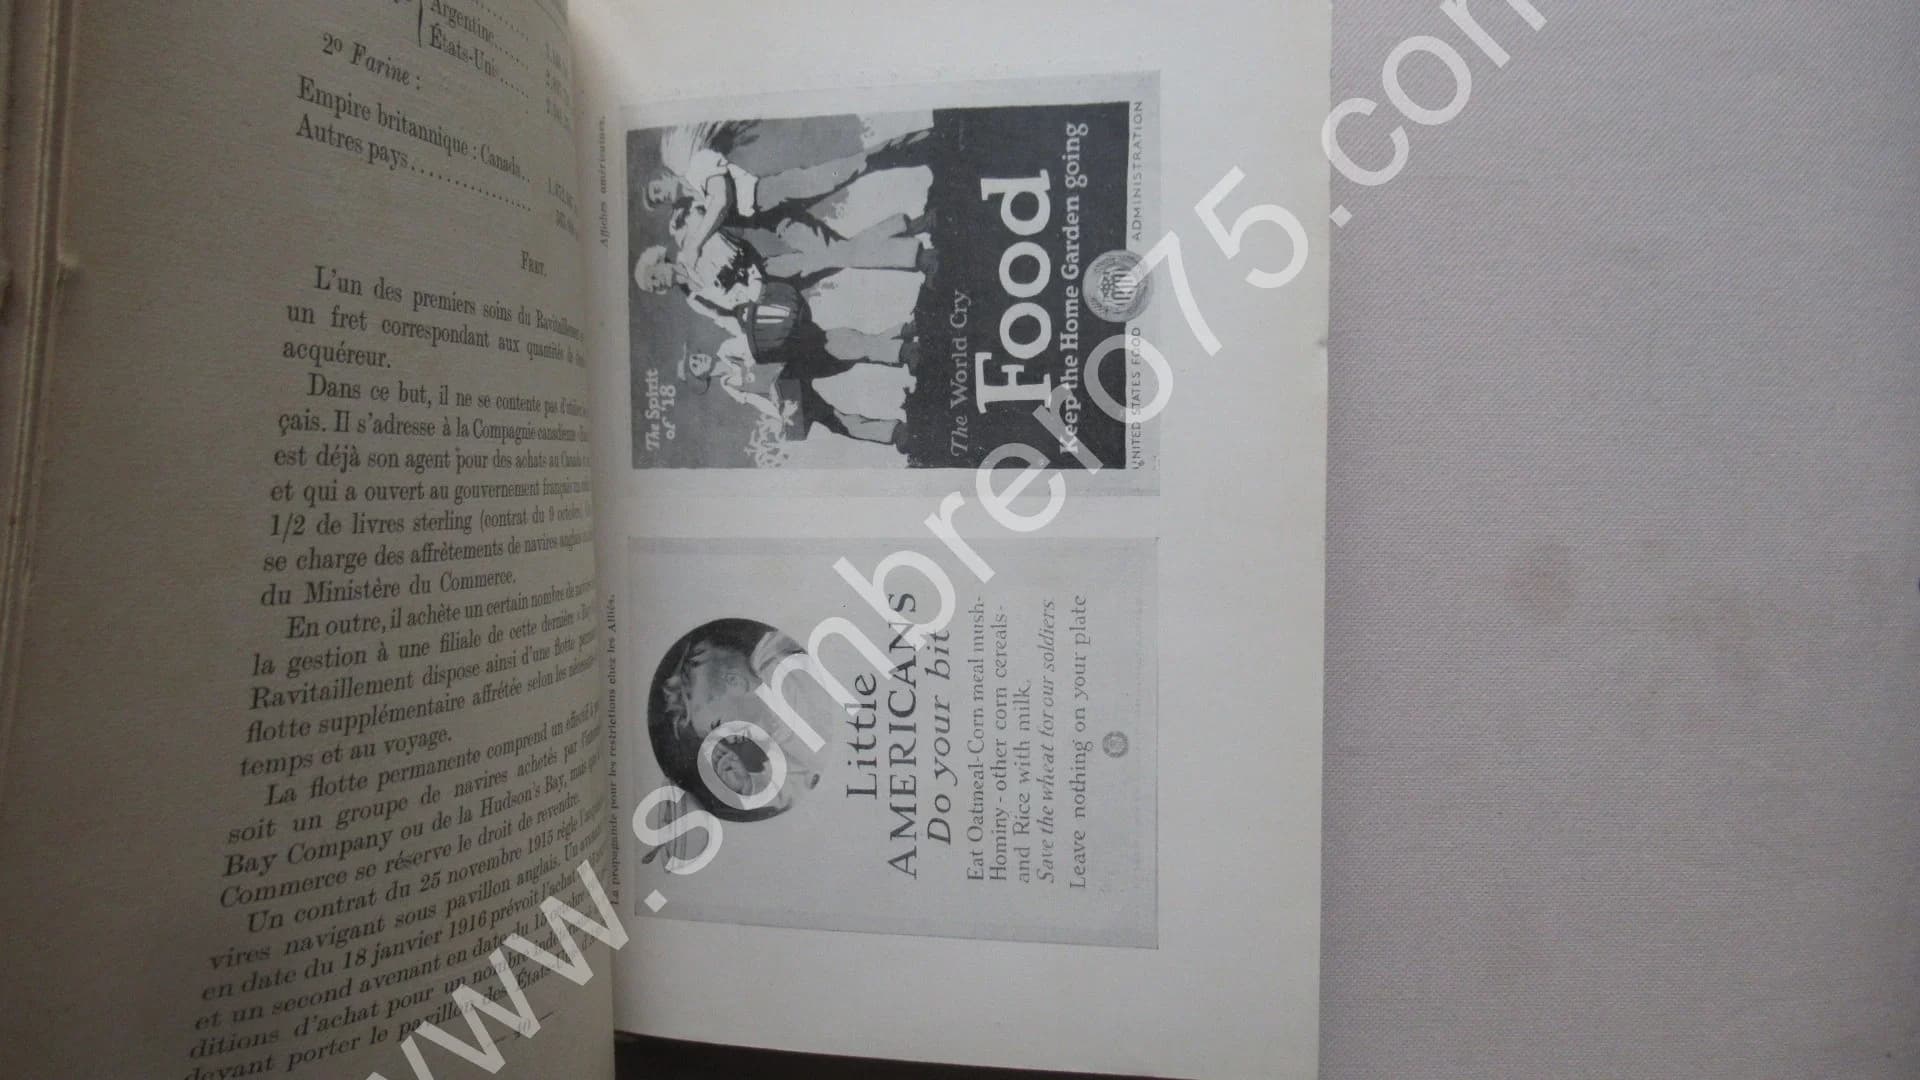 Argentine
États-Unis
2º Farine :
Empire britannique : Canada
Autres pays
FRET.
L'un des premiers soins du Ravitaillement
un fret correspondant aux quantités
acquéreur.
Dans ce but, il ne se contente pas
çais. Il s'adresse à la Compagnie canadienne
est déjà son agent pour des achats au Canada
et qui a ouvert au gouvernement français
1/2 de livres sterling (contrat du 9 octobre
se charge des affrètements de navires anglais
du Ministère du Commerce.
En outre, il achète un certain nombre de
la gestion à une filiale de cette dernière « Bay
Ravitaillement dispose ainsi d'une flotte
flotte supplémentaire affrétée selon les
temps et au voyage.
La flotte permanente comprend un effectif
soit un groupe de navires achetés par
Bay Company ou de la Hudson's Bay, mais que
Commerce se réserve le droit de revendre.
Un contrat du 25 novembre 1915 règle
vires navigant sous pavillon anglais. Un
en date du 18 janvier 1916 prévoit l'achat
et un second avenant en date du 15 octobre
ditions d'achat pour un nombre
devant porter le pavillon des États-Unis
La propagande pour les restrictions chez les Alliés.
Affiches américaines.
Little
AMERICANS
Do your bit
Eat Oatmeal-Corn meal mush-
Hominy - other corn cereals-
and Rice with milk.
Save the wheat for our soldiers
Leave nothing on your plate
The Spirit
of '18
The World Cry
Food
Keep the Home Garden going
UNITED STATES FOOD ADMINISTRATION
www.sombrero75.com